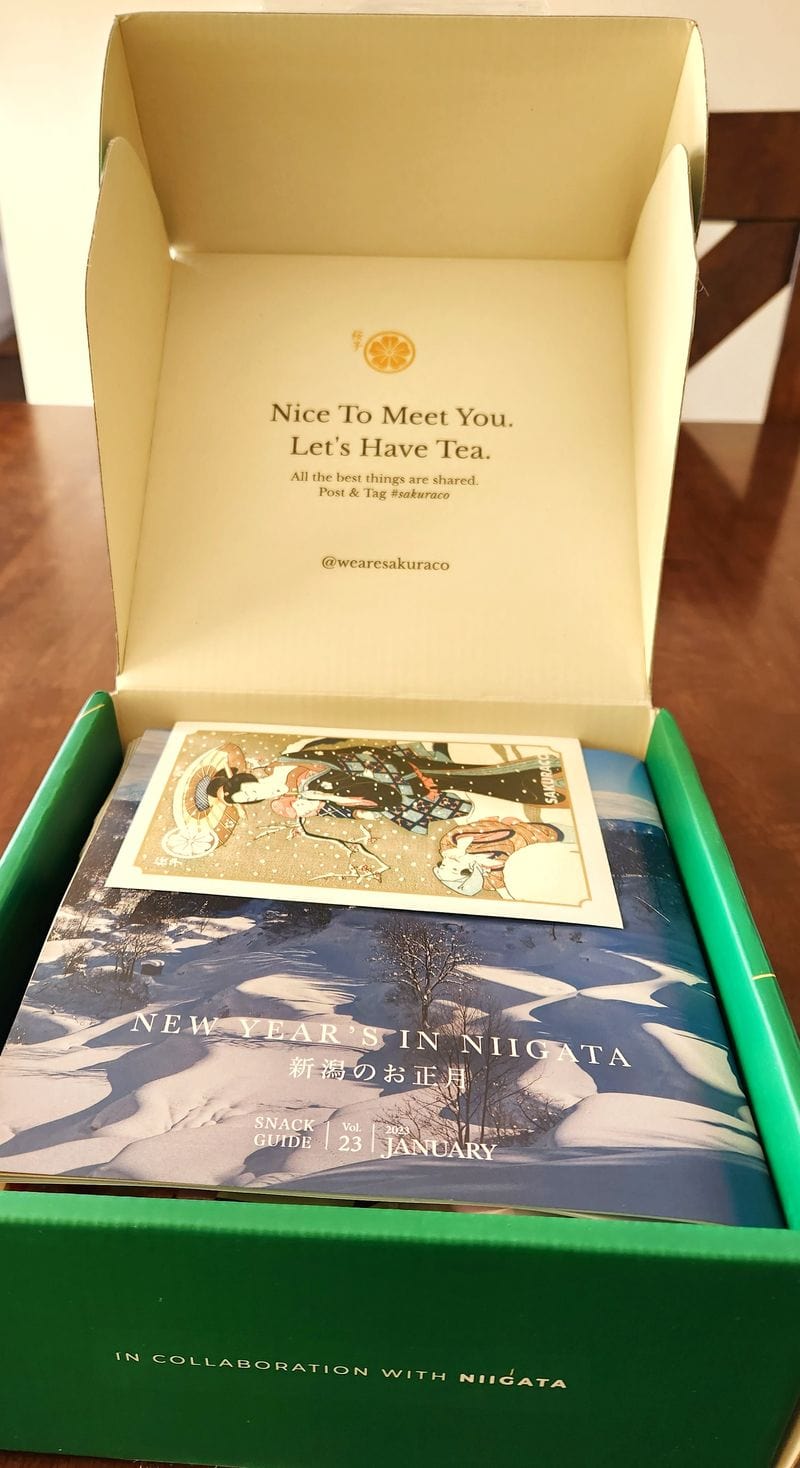 桜子
Nice To Meet You.
Let's Have Tea.
All the best things are shared.
Post & Tag #sakuraco
@wearesakuraco
SAKURACO
NEW YEAR'S IN NIIGATA
新潟のお正月
SNACK GUIDE
Vol. 23
2023 JANUARY
IN COLLABORATION WITH NIIGATA